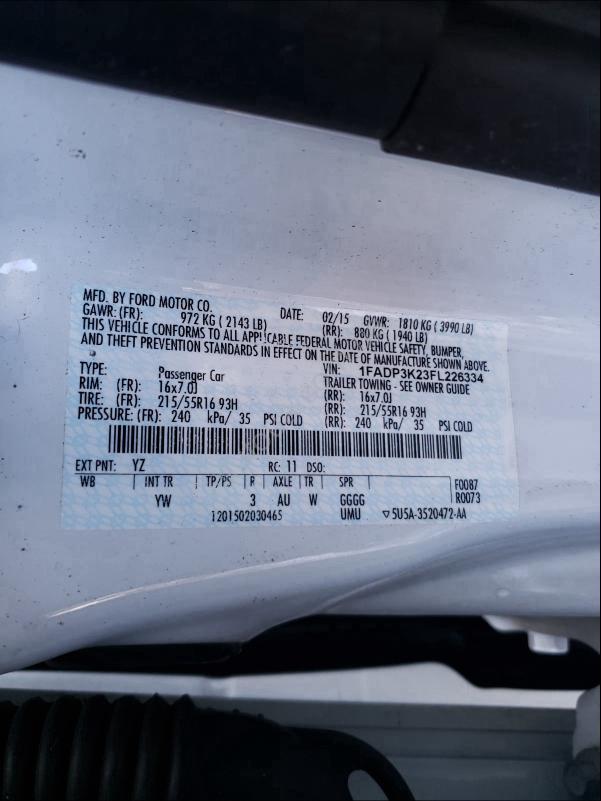 MFD. BY FORD MOTOR CO. DATE: 02/15 GVWR: 1810 KG ( 3990 LB)
GAWR: (FR): 972 KG ( 2143 LB) (RR): 880 KG ( 1940 LB)
THIS VEHICLE CONFORMS TO ALL APPLICABLE FEDERAL MOTOR VEHICLE SAFETY, BUMPER,
AND THEFT PREVENTION STANDARDS IN EFFECT ON THE DATE OF MANUFACTURE SHOWN ABOVE.
VIN: 1FADP3K23FL226334
TYPE: Passenger Car TRAILER TOWING - SEE OWNER GUIDE
RIM: (FR): 16x7.0J (RR): 16x7.0J
TIRE: (FR): 215/55R16 93H (RR): 215/55R16 93H
PRESSURE: (FR): 240 kPa/ 35 PSI COLD (RR): 240 kPa/ 35 PSI COLD
EXT PNT: YZ RC: 11 DSO:
WB INT TR TP/PS R AXLE TR SPR F0087
YW 3 AU W GGGG R0073
1201502030465 UMU ▽5U5A-3520472-AA